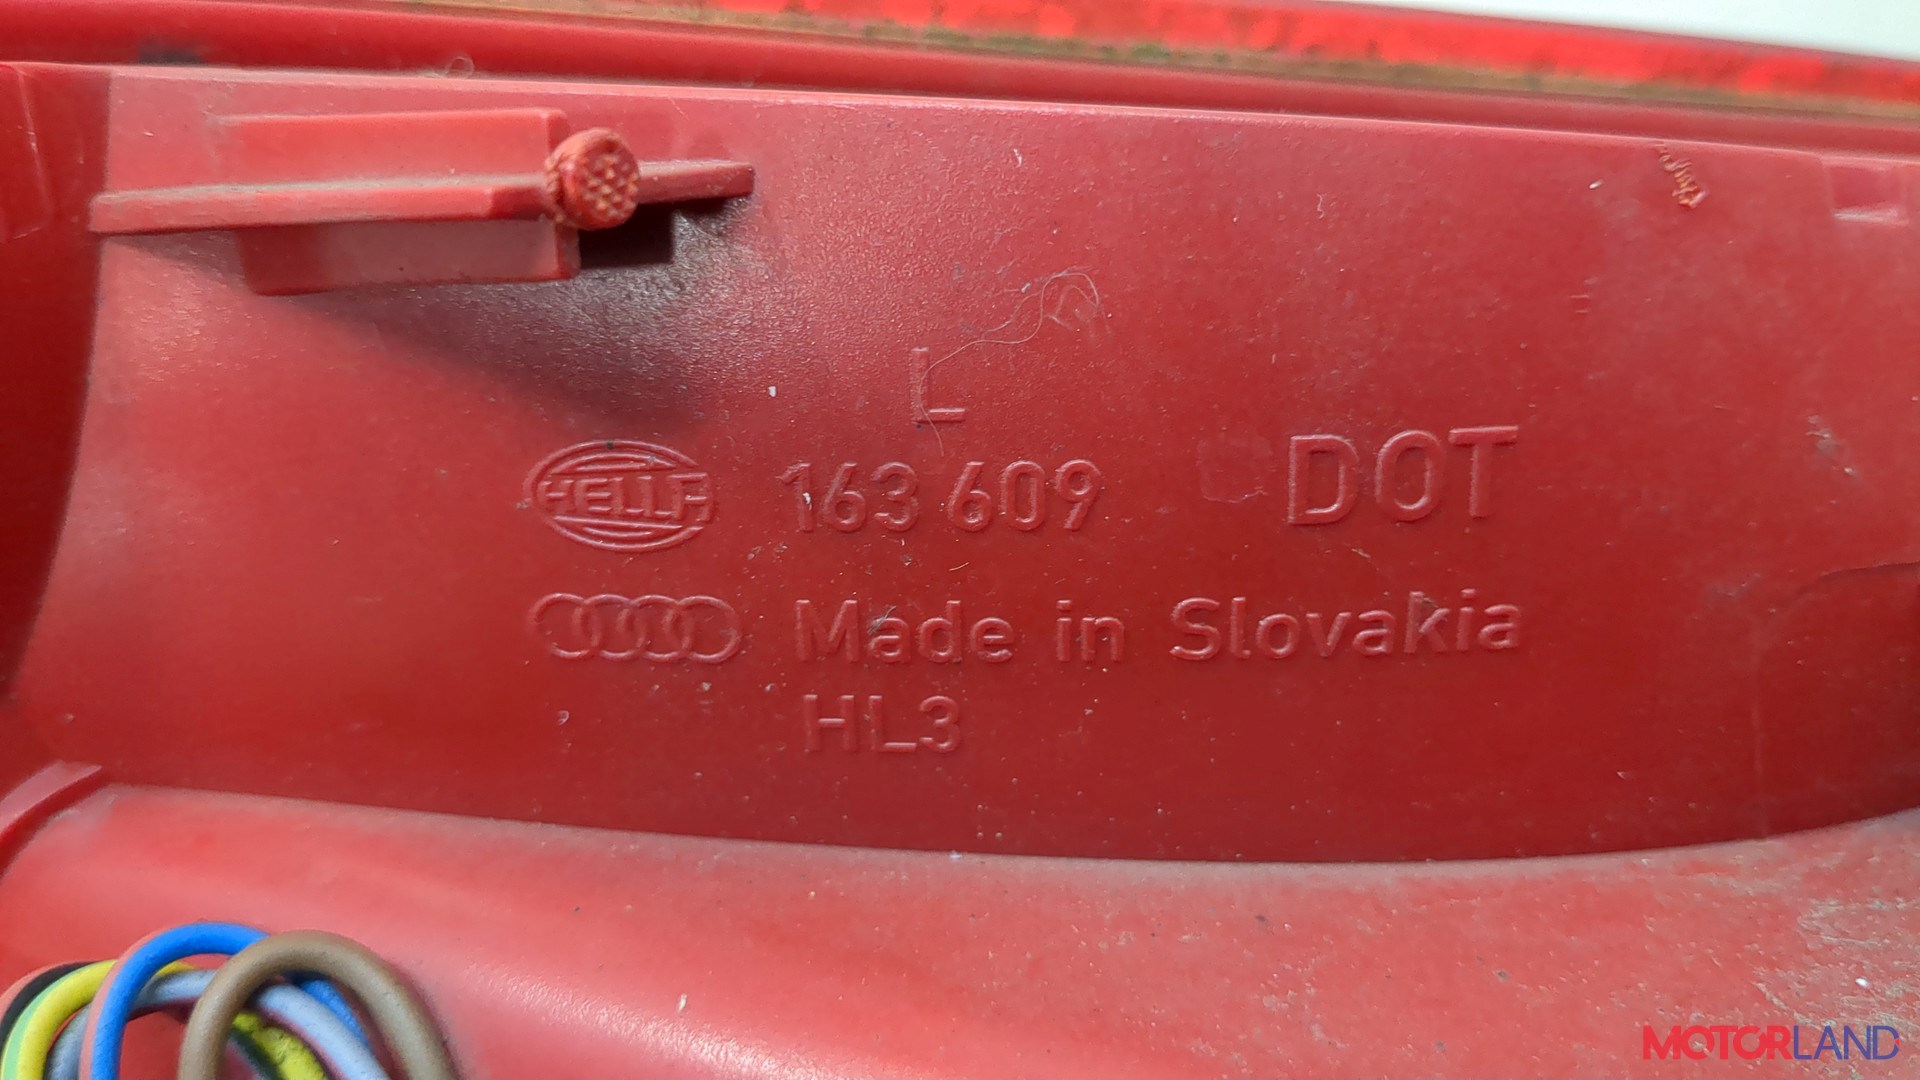 L
HELLA 163 609 DOT
Made in Slovakia
HL3
MOTORLAND